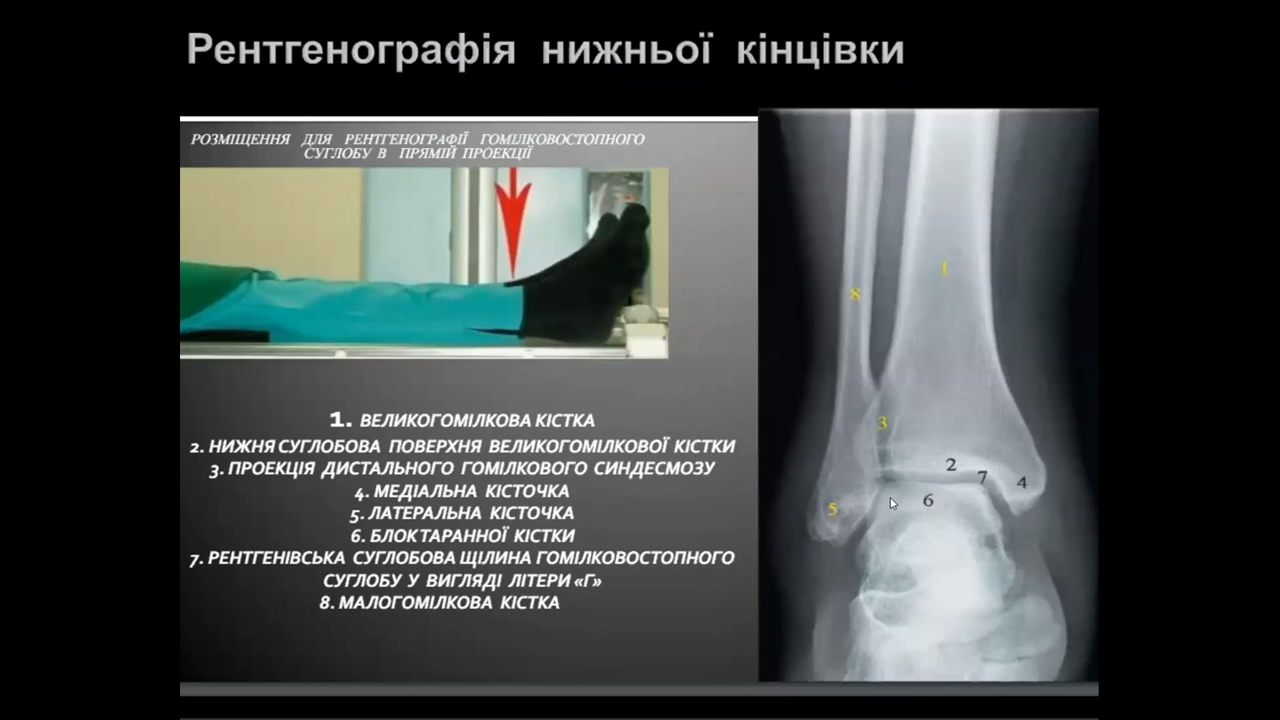 Рентгенографія нижньої кінцівки
РОЗМІЩЕННЯ ДЛЯ РЕНТГЕНОГРАФІЇ ГОМІЛКОВОСТОПНОГО
СУГЛОБУ В ПРЯМІЙ ПРОЕКЦІЇ
1. ВЕЛИКОГОМІЛКОВА КІСТКА
2. НИЖНЯ СУГЛОБОВА ПОВЕРХНЯ ВЕЛИКОГОМІЛКОВОЇ КІСТКИ
3. ПРОЕКЦІЯ ДИСТАЛЬНОГО ГОМІЛКОВОГО СИНДЕСМОЗУ
4. МЕДІАЛЬНА КІСТОЧКА
5. ЛАТЕРАЛЬНА КІСТОЧКА
6. БЛОК ТАРАННОЇ КІСТКИ
7. РЕНТГЕНІВСЬКА СУГЛОБОВА ЩІЛИНА ГОМІЛКОВОСТОПНОГО
СУГЛОБУ У ВИГЛЯДІ ЛІТЕРИ «Г»
8. МАЛОГОМІЛКОВА КІСТКА
1
8
3
2
7
4
6
5